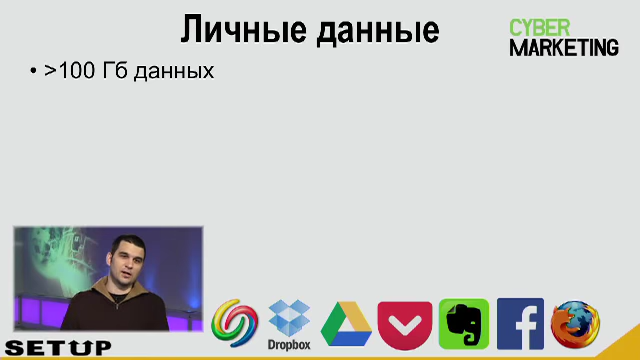 Личные данные
CYBER
MARKETING
• >100 Гб данных
Dropbox
SETUP